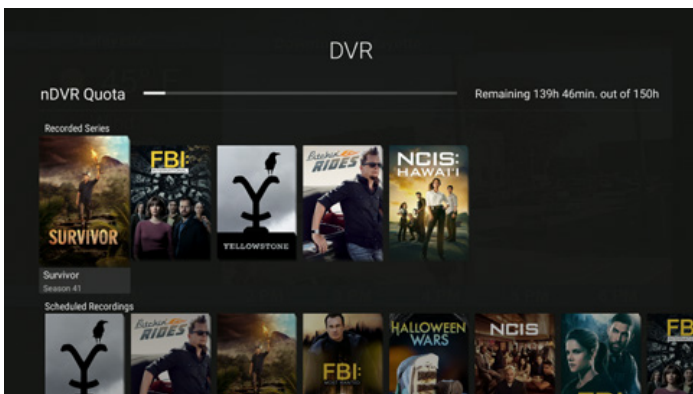 DVR
nDVR Quota
Remaining 139h 46min. out of 150h
Recorded Series
SURVIVOR
FBI:
YELLOWSTONE
Bitchin'
RIDES
NCIS:
HAWAI'I
Survivor
Season 41
Scheduled Recordings
Bitchin'
RIDES
FBI:
HALLOWEEN
WARS
NCIS
FBI
FB